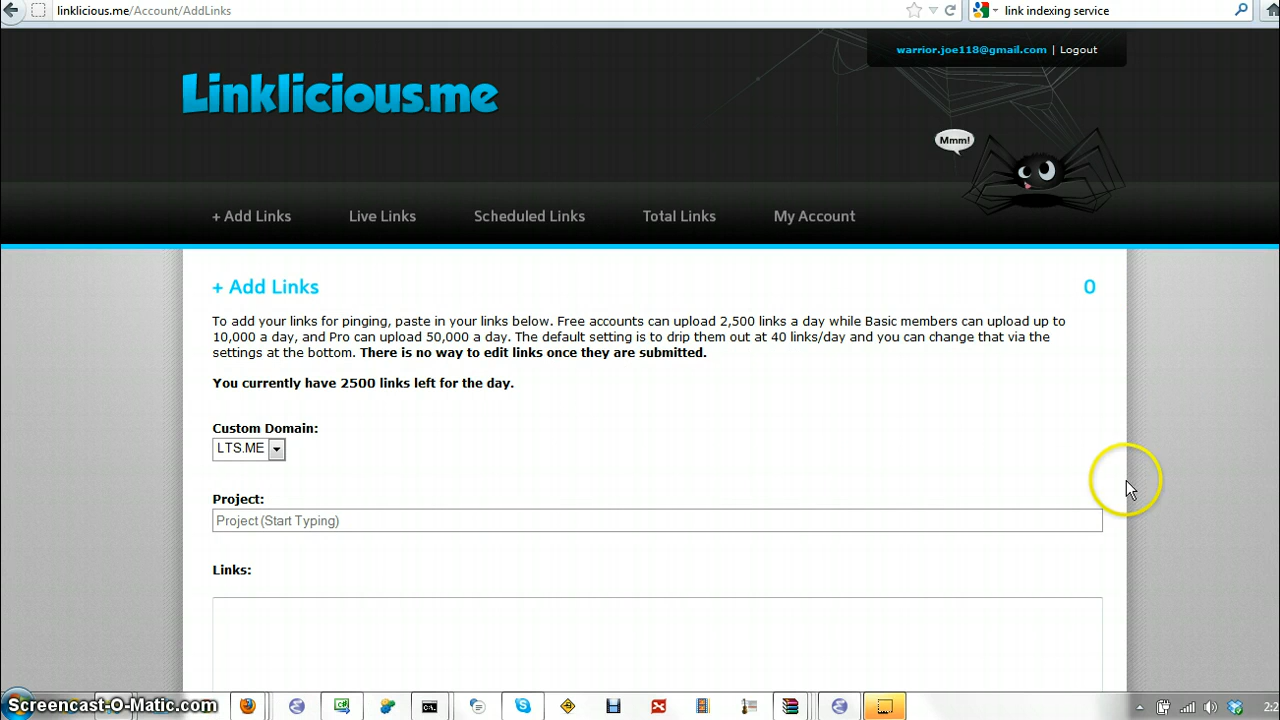 linklicious.me/Account/AddLinks
link indexing service
warrior.joe118@gmail.com | Logout
Linklicious.me
Mmm!
+ Add Links Live Links Scheduled Links Total Links My Account
+ Add Links 0
To add your links for pinging, paste in your links below. Free accounts can upload 2,500 links a day while Basic members can upload up to
10,000 a day, and Pro can upload 50,000 a day. The default setting is to drip them out at 40 links/day and you can change that via the
settings at the bottom. There is no way to edit links once they are submitted.
You currently have 2500 links left for the day.
Custom Domain:
LTS.ME
Project:
Project (Start Typing)
Links:
Screencast-O-Matic.com